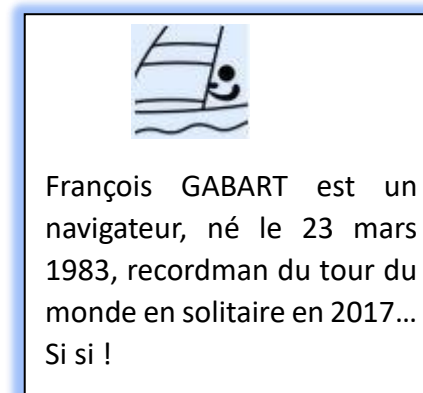 François GABART est un
navigateur, né le 23 mars
1983, recordman du tour du
monde en solitaire en 2017…
Si si !